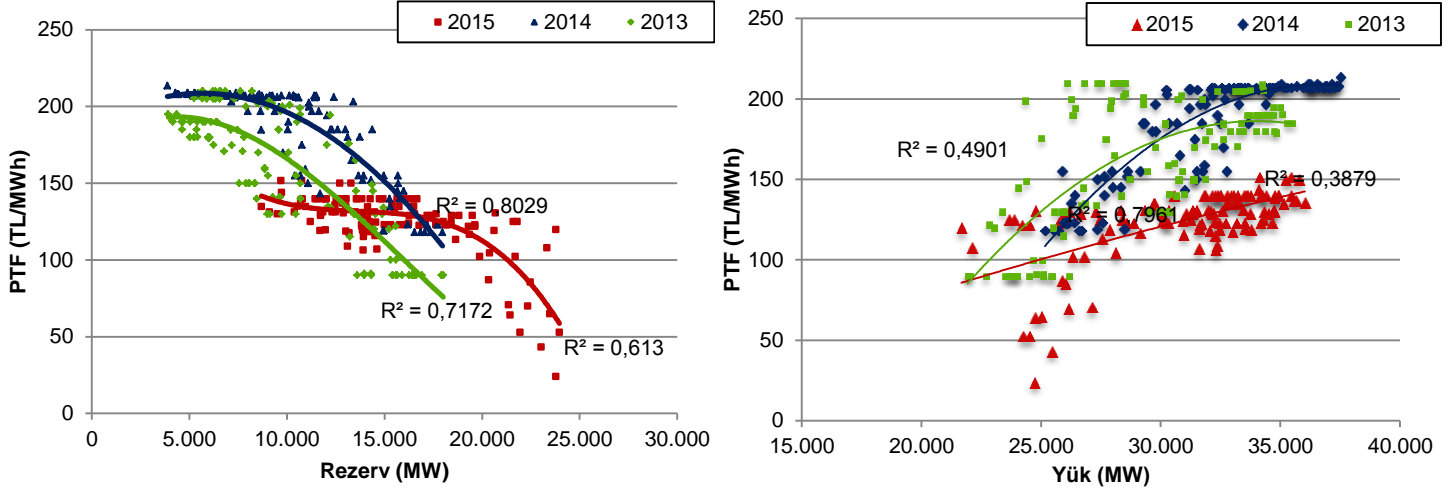 2015 2014 2013
250
200
150
100
50
0
PTF (TL/MWh)
R² = 0,8029
R² = 0,7172
R² = 0,613
0 5.000 10.000 15.000 20.000 25.000 30.000
Rezerv (MW)
2015 2014 2013
250
200
150
100
50
0
PTF (TL/MWh)
R² = 0,4901
R² = 0,3879
R² = 0,7961
15.000 20.000 25.000 30.000 35.000 40.000
Yük (MW)